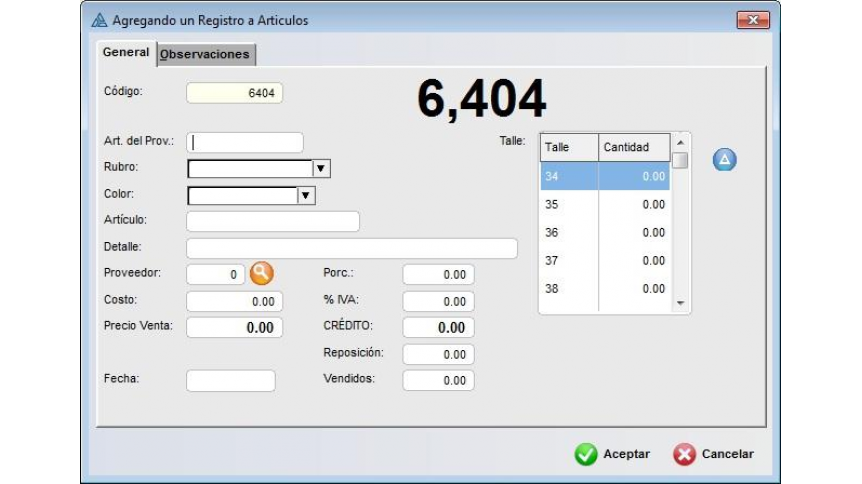 Agregando un Registro a Articulos
General Observaciones
Código: 6404 6,404
Art. del Prov.: Talle: Talle Cantidad
Rubro: 34 0.00
Color: 35 0.00
Artículo: 36 0.00
Detalle: 37 0.00
Proveedor: 0 Porc.: 0.00 38 0.00
Costo: 0.00 % IVA: 0.00
Precio Venta: 0.00 CRÉDITO: 0.00
Reposición: 0.00
Fecha: Vendidos: 0.00
Aceptar Cancelar